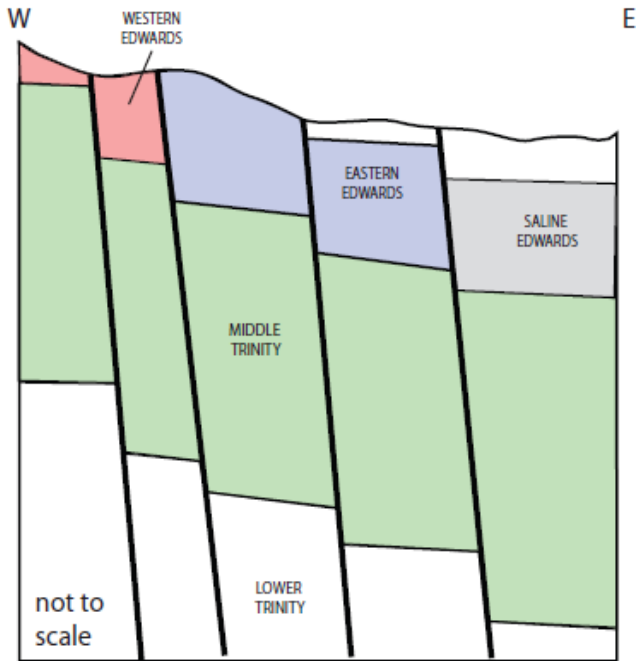 W
E
WESTERN
EDWARDS
EASTERN
EDWARDS
SALINE
EDWARDS
MIDDLE
TRINITY
LOWER
TRINITY
not to
scale